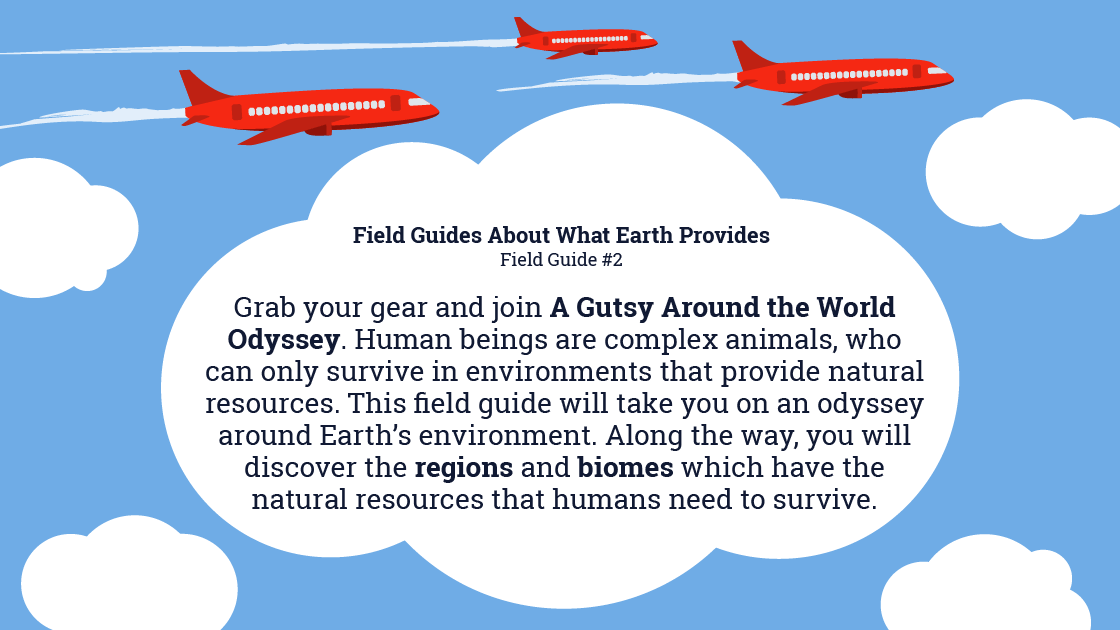 Field Guides About What Earth Provides
Field Guide #2
Grab your gear and join A Gutsy Around the World
Odyssey. Human beings are complex animals, who
can only survive in environments that provide natural
resources. This field guide will take you on an odyssey
around Earth’s environment. Along the way, you will
discover the regions and biomes which have the
natural resources that humans need to survive.